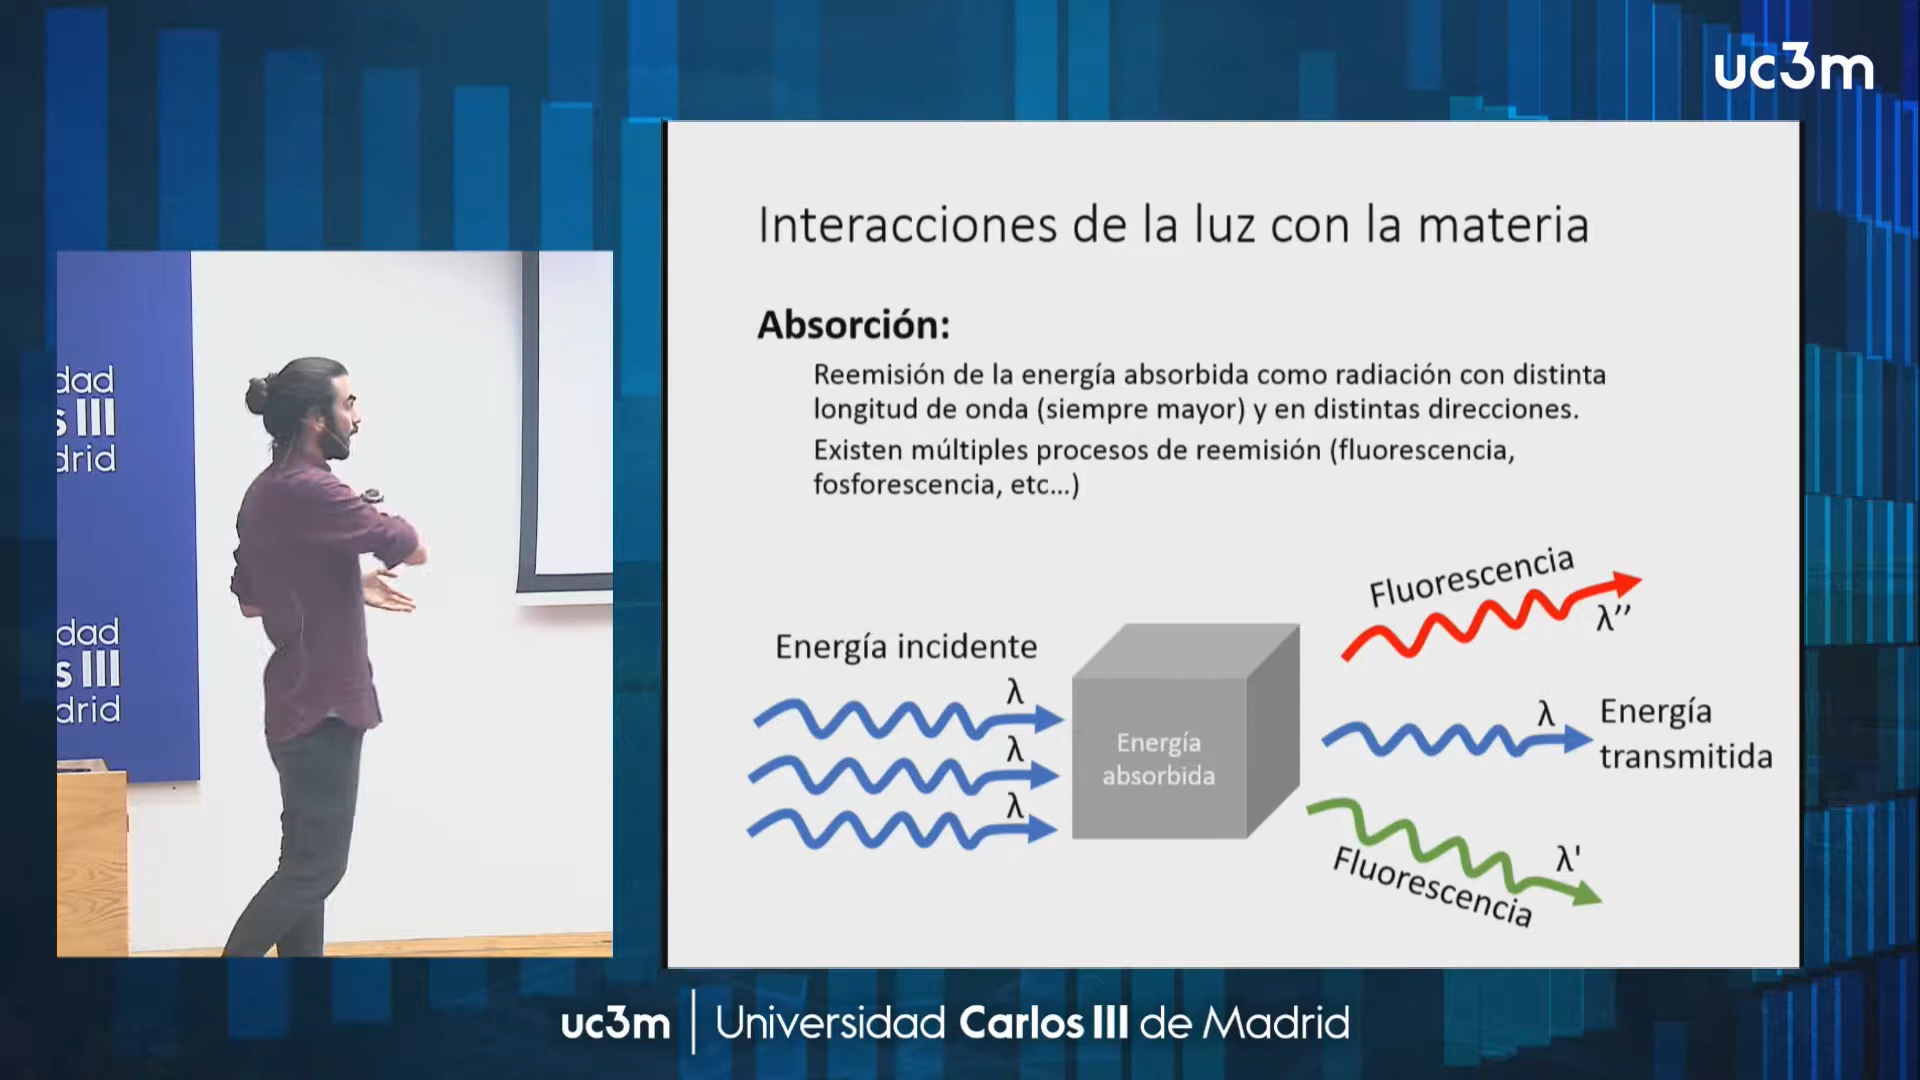 uc3m
Interacciones de la luz con la materia
Absorción:
Reemisión de la energía absorbida como radiación con distinta
longitud de onda (siempre mayor) y en distintas direcciones.
Existen múltiples procesos de reemisión (fluorescencia,
fosforescencia, etc...)
Energía incidente
λ
λ
λ
Energía
absorbida
Fluorescencia
λ’’
λ
Energía
transmitida
λ'
Fluorescencia
dad
s III
drid
dad
s III
drid
uc3m | Universidad Carlos III de Madrid